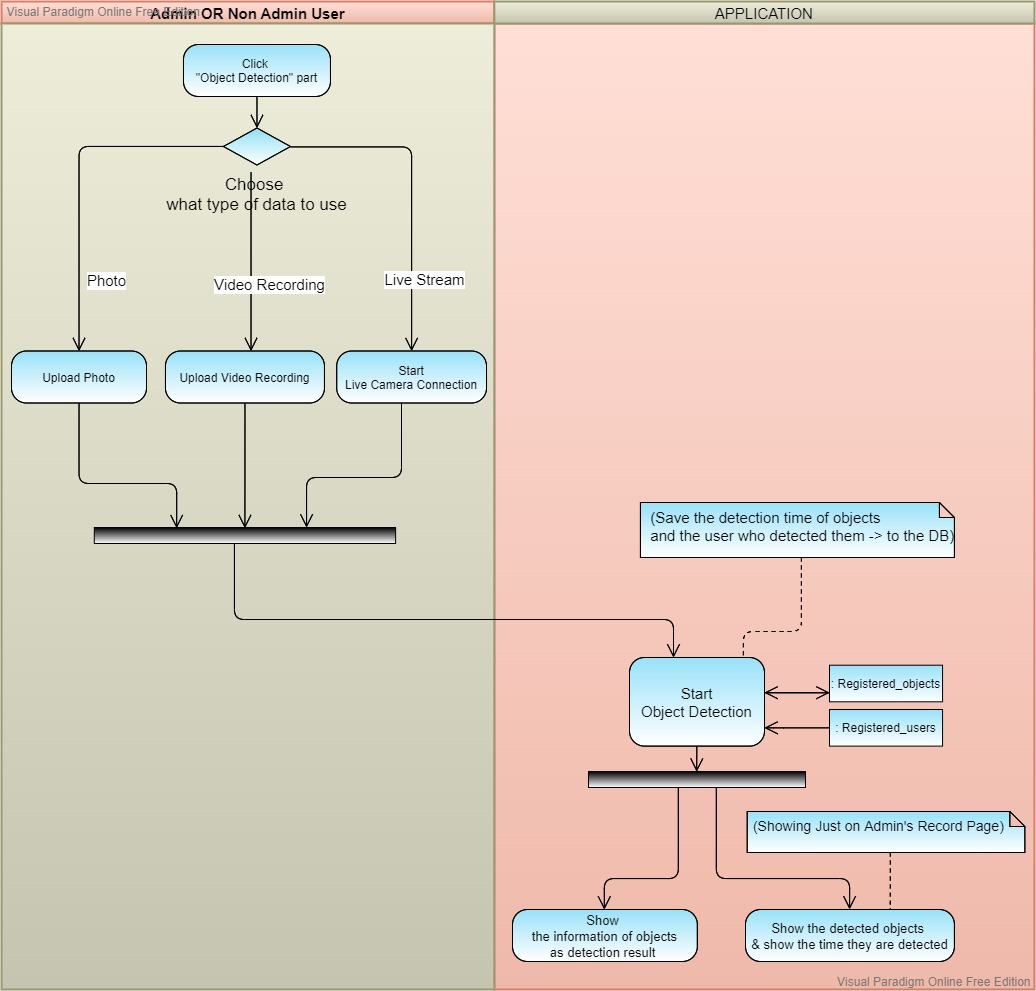 Visual Paradigm Online Free Edition
Admin OR Non Admin User
APPLICATION
Click
"Object Detection" part
Choose
what type of data to use
Photo
Video Recording
Live Stream
Upload Photo
Upload Video Recording
Start
Live Camera Connection
(Save the detection time of objects
and the user who detected them -> to the DB)
Start
Object Detection
: Registered_objects
: Registered_users
(Showing Just on Admin's Record Page)
Show
the information of objects
as detection result
Show the detected objects
& show the time they are detected
Visual Paradigm Online Free Edition